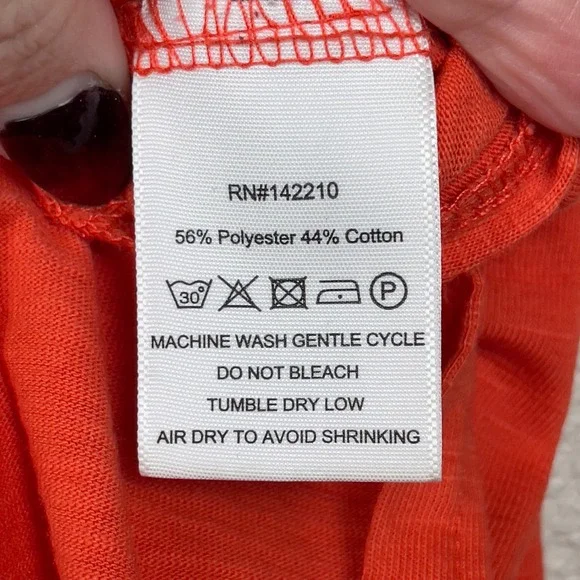 RN#142210
56% Polyester 44% Cotton
30° P
MACHINE WASH GENTLE CYCLE
DO NOT BLEACH
TUMBLE DRY LOW
AIR DRY TO AVOID SHRINKING